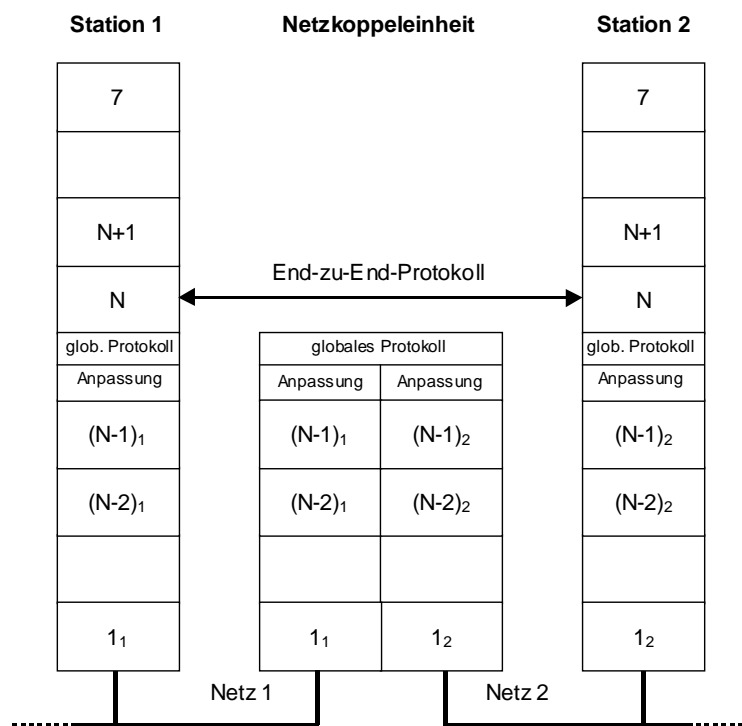 Station 1 Netzkoppeleinheit Station 2
7 7
N+1 N+1
End-zu-End-Protokoll
N N
glob. Protokoll globales Protokoll glob. Protokoll
Anpassung Anpassung Anpassung Anpassung
(N-1)₁ (N-1)₁ (N-1)₂ (N-1)₂
(N-2)₁ (N-2)₁ (N-2)₂ (N-2)₂
1₁ 1₁ 1₂ 1₂
Netz 1 Netz 2